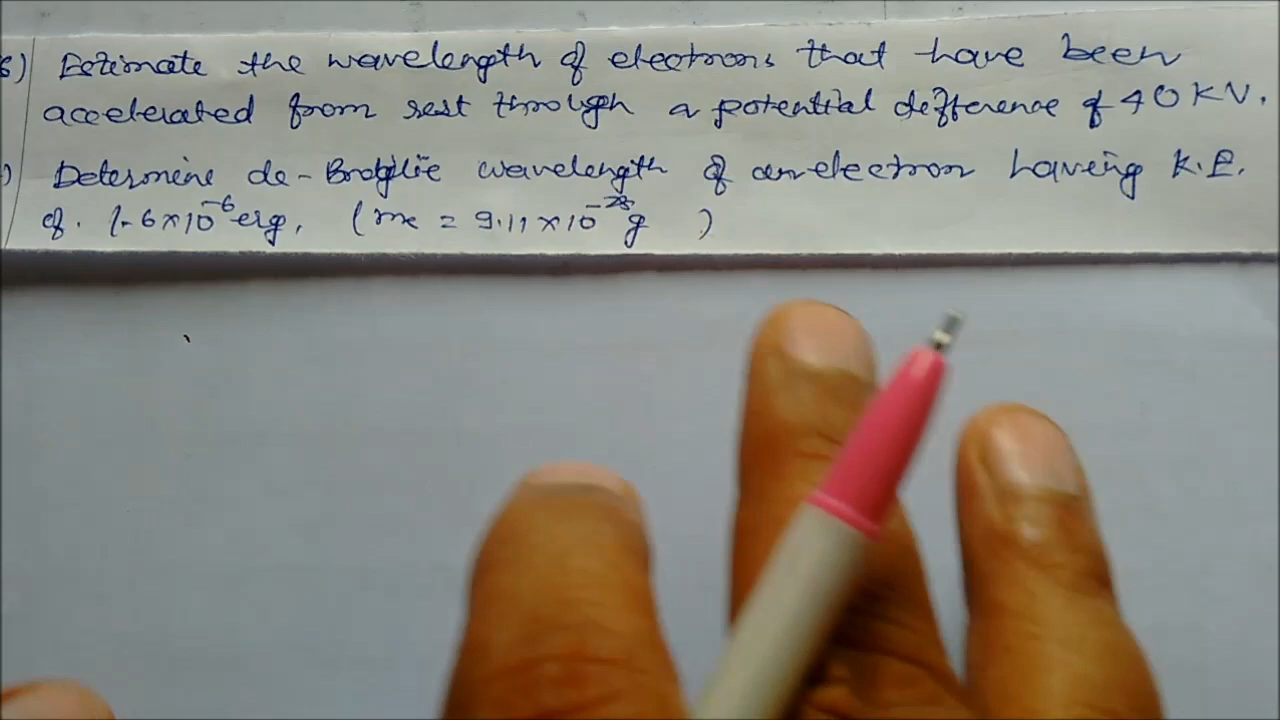 6) Estimate the wavelength of electrons that have been
accelerated from rest through a potential difference of 40 KV.
) Determine de-Broglie wavelength of an electron having K.E.
of. 1.6×10⁻⁶ erg, (me = 9.11×10⁻²⁸ g )